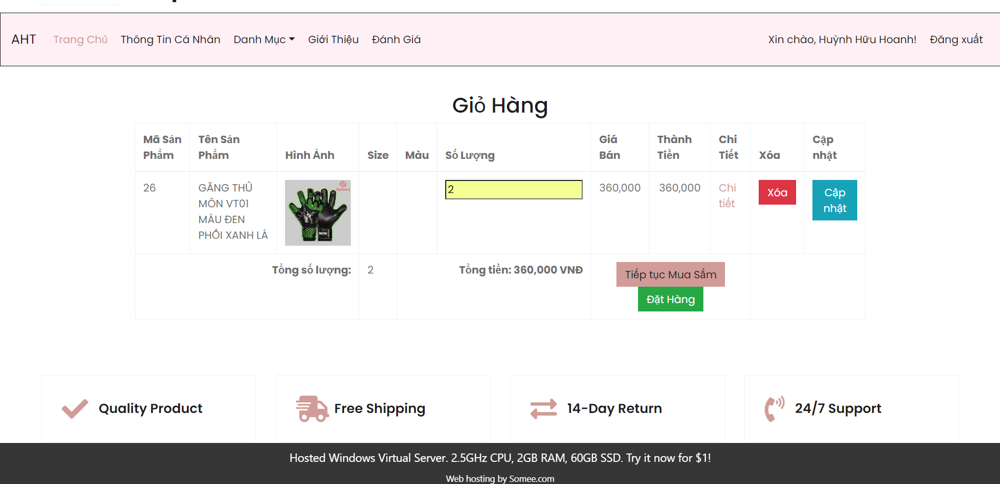 AHT Trang Chủ Thông Tin Cá Nhân Danh Mục Giới Thiệu Đánh Giá Xin chào, Huỳnh Hữu Hoanh! Đăng xuất
Giỏ Hàng
Mã Sản Phẩm
Tên Sản Phẩm
Hình Ảnh
Size
Màu
Số Lượng
Giá Bán
Thành Tiền
Chi Tiết
Xóa
Cập nhật
26
GĂNG THỦ
MÔN VT01
MÀU ĐEN
PHỐI XANH LÁ
2
360,000
360,000
Chi
tiết
Xóa
Cập
nhật
Tổng số lượng:
2
Tổng tiền: 360,000 VNĐ
Tiếp tục Mua Sắm
Đặt Hàng
Quality Product
Free Shipping
14-Day Return
24/7 Support
Hosted Windows Virtual Server. 2.5GHz CPU, 2GB RAM, 60GB SSD. Try it now for $1!
Web hosting by Somee.com